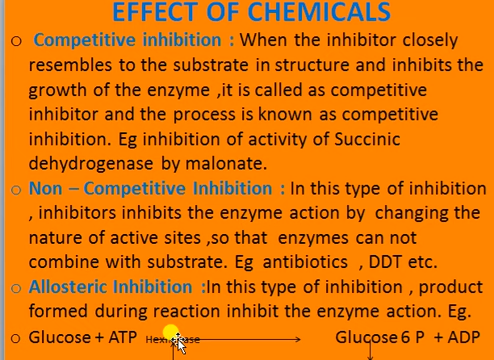 EFFECT OF CHEMICALS
o Competitive inhibition : When the inhibitor closely
resembles to the substrate in structure and inhibits the
growth of the enzyme ,it is called as competitive
inhibitor and the process is known as competitive
inhibition. Eg inhibition of activity of Succinic
dehydrogenase by malonate.
o Non – Competitive Inhibition : In this type of inhibition
, inhibitors inhibits the enzyme action by changing the
nature of active sites ,so that enzymes can not
combine with substrate. Eg antibiotics , DDT etc.
o Allosteric Inhibition :In this type of inhibition , product
formed during reaction inhibit the enzyme action. Eg.
o Glucose + ATP Glucose 6 P + ADP